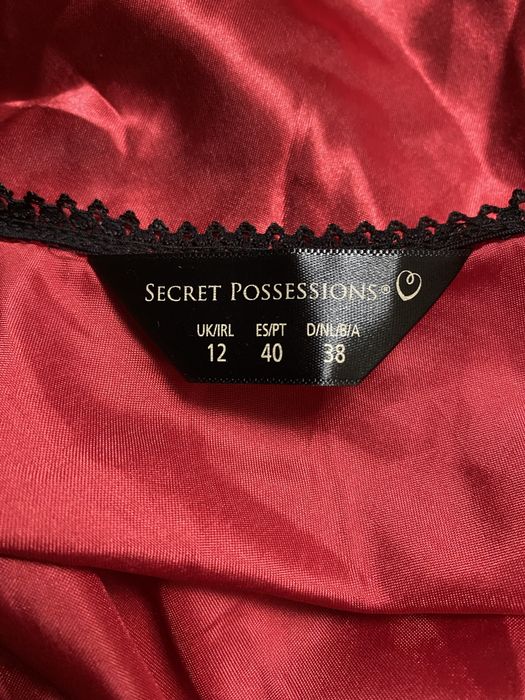 SECRET POSSESSIONS®
UK/IRL ES/PT D/NL/B/A
12 40 38